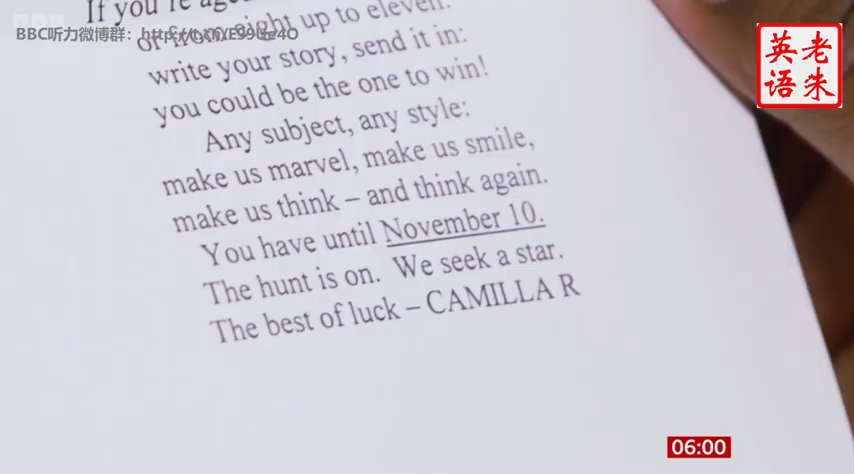 If you're aged
or from eight up to eleven:
write your story, send it in:
you could be the one to win!
Any subject, any style:
make us marvel, make us smile,
make us think – and think again.
You have until November 10.
The hunt is on. We seek a star.
The best of luck – CAMILLA R
BBC听力微博群：
英语
老朱
06:00